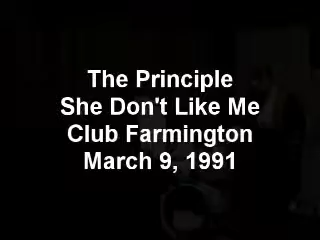 The Principle
She Don't Like Me
Club Farmington
March 9, 1991